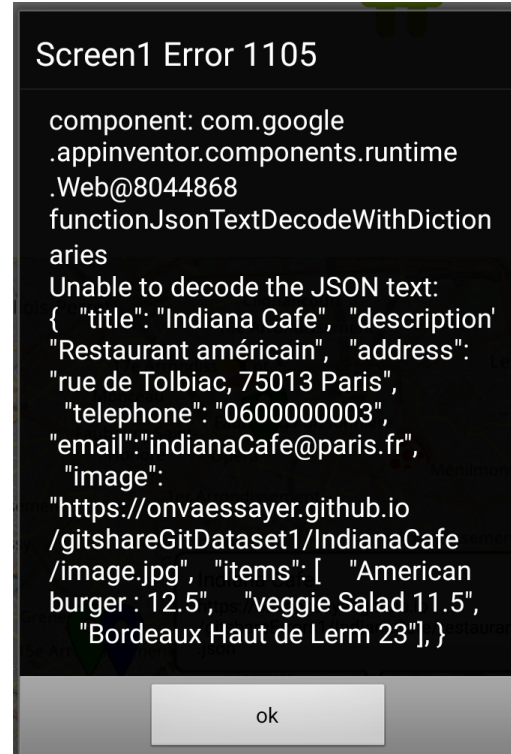 Screen1 Error 1105
component: com.google
.appinventor.components.runtime
.Web@8044868
functionJsonTextDecodeWithDiction
aries
Unable to decode the JSON text:
{   "title": "Indiana Cafe",   "description"
"Restaurant américain",   "address":
"rue de Tolbiac, 75013 Paris",
"telephone": "0600000003",
"email":"indianaCafe@paris.fr",
"image":
"https://onvaessayer.github.io
/gitshareGitDataset1/IndianaCafe
/image.jpg",   "items": [     "American
burger : 12.5",     "veggie Salad 11.5",
"Bordeaux Haut de Lerm 23"], }
ok